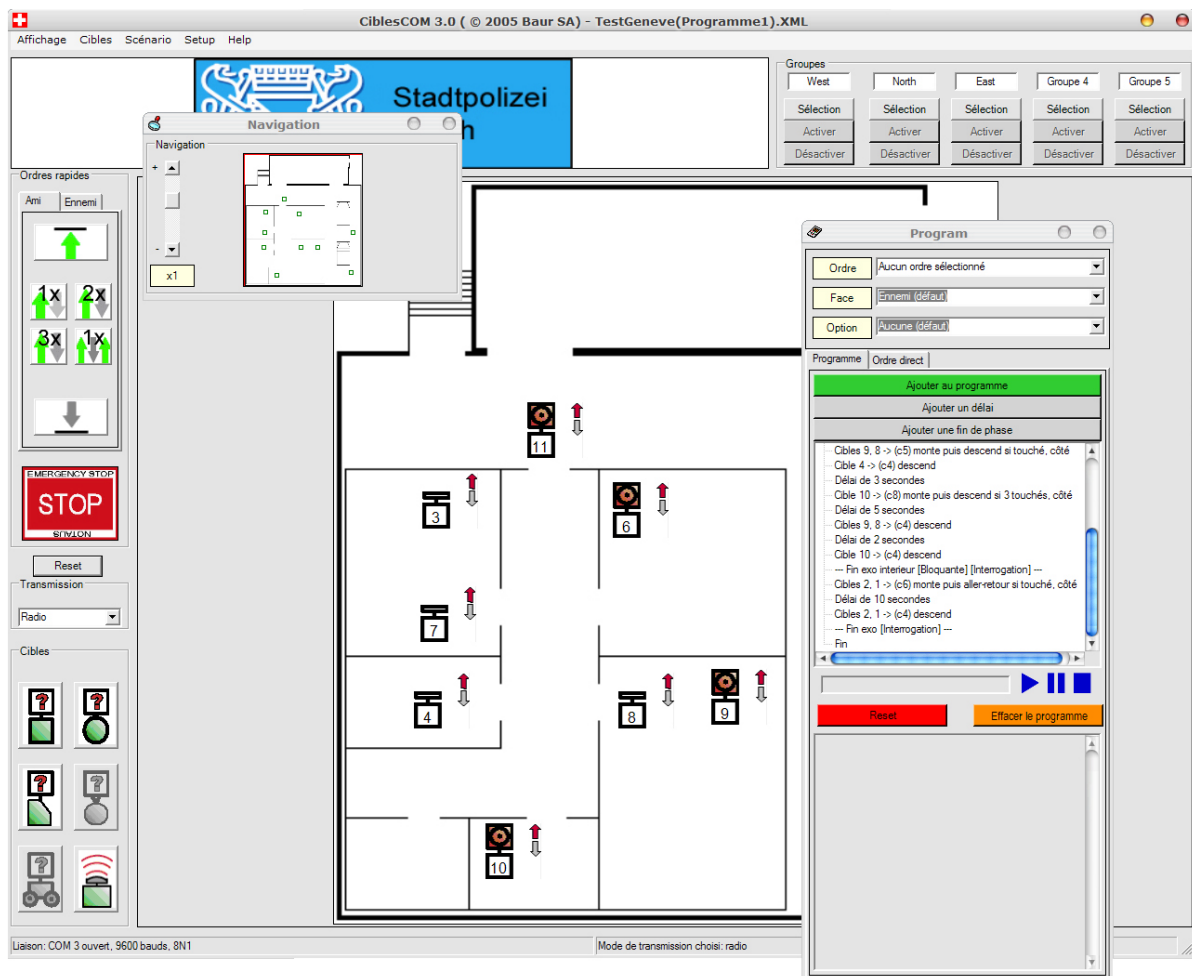 CiblesCOM 3.0 ( © 2005 Baur SA) - TestGeneve(Programme1).XML
Affichage Cibles Scénario Setup Help
Stadtpolizei
h
Groupes
West North East Groupe 4 Groupe 5
Sélection Sélection Sélection Sélection Sélection
Activer Activer Activer Activer Activer
Désactiver Désactiver Désactiver Désactiver Désactiver
Navigation
Navigation
+
-
x1
Ordres rapides
Ami Ennemi
1x 2x
3x 1x
EMERGENCY STOP
STOP
NOTAUS
Reset
Transmission
Radio
Cibles
? ?
? ?
?
11
3
6
7
4
8
9
10
Program
Ordre Aucun ordre sélectionné
Face Ennemi (défaut)
Option Aucune (défaut)
Programme Ordre direct
Ajouter au programme
Ajouter un délai
Ajouter une fin de phase
Cibles 9, 8 -> (c5) monte puis descend si touché, côté
Cible 4 -> (c4) descend
Délai de 3 secondes
Cible 10 -> (c8) monte puis descend si 3 touchés, côté
Délai de 5 secondes
Cibles 9, 8 -> (c4) descend
Délai de 2 secondes
Cible 10 -> (c4) descend
--- Fin exo interieur [Bloquante] [Interrogation] ---
Cibles 2, 1 -> (c6) monte puis aller-retour si touché, côté
Délai de 10 secondes
Cibles 2, 1 -> (c4) descend
--- Fin exo [Interrogation] ---
Fin
Reset Effacer le programme
Liaison: COM 3 ouvert, 9600 bauds, 8N1
Mode de transmission choisi: radio